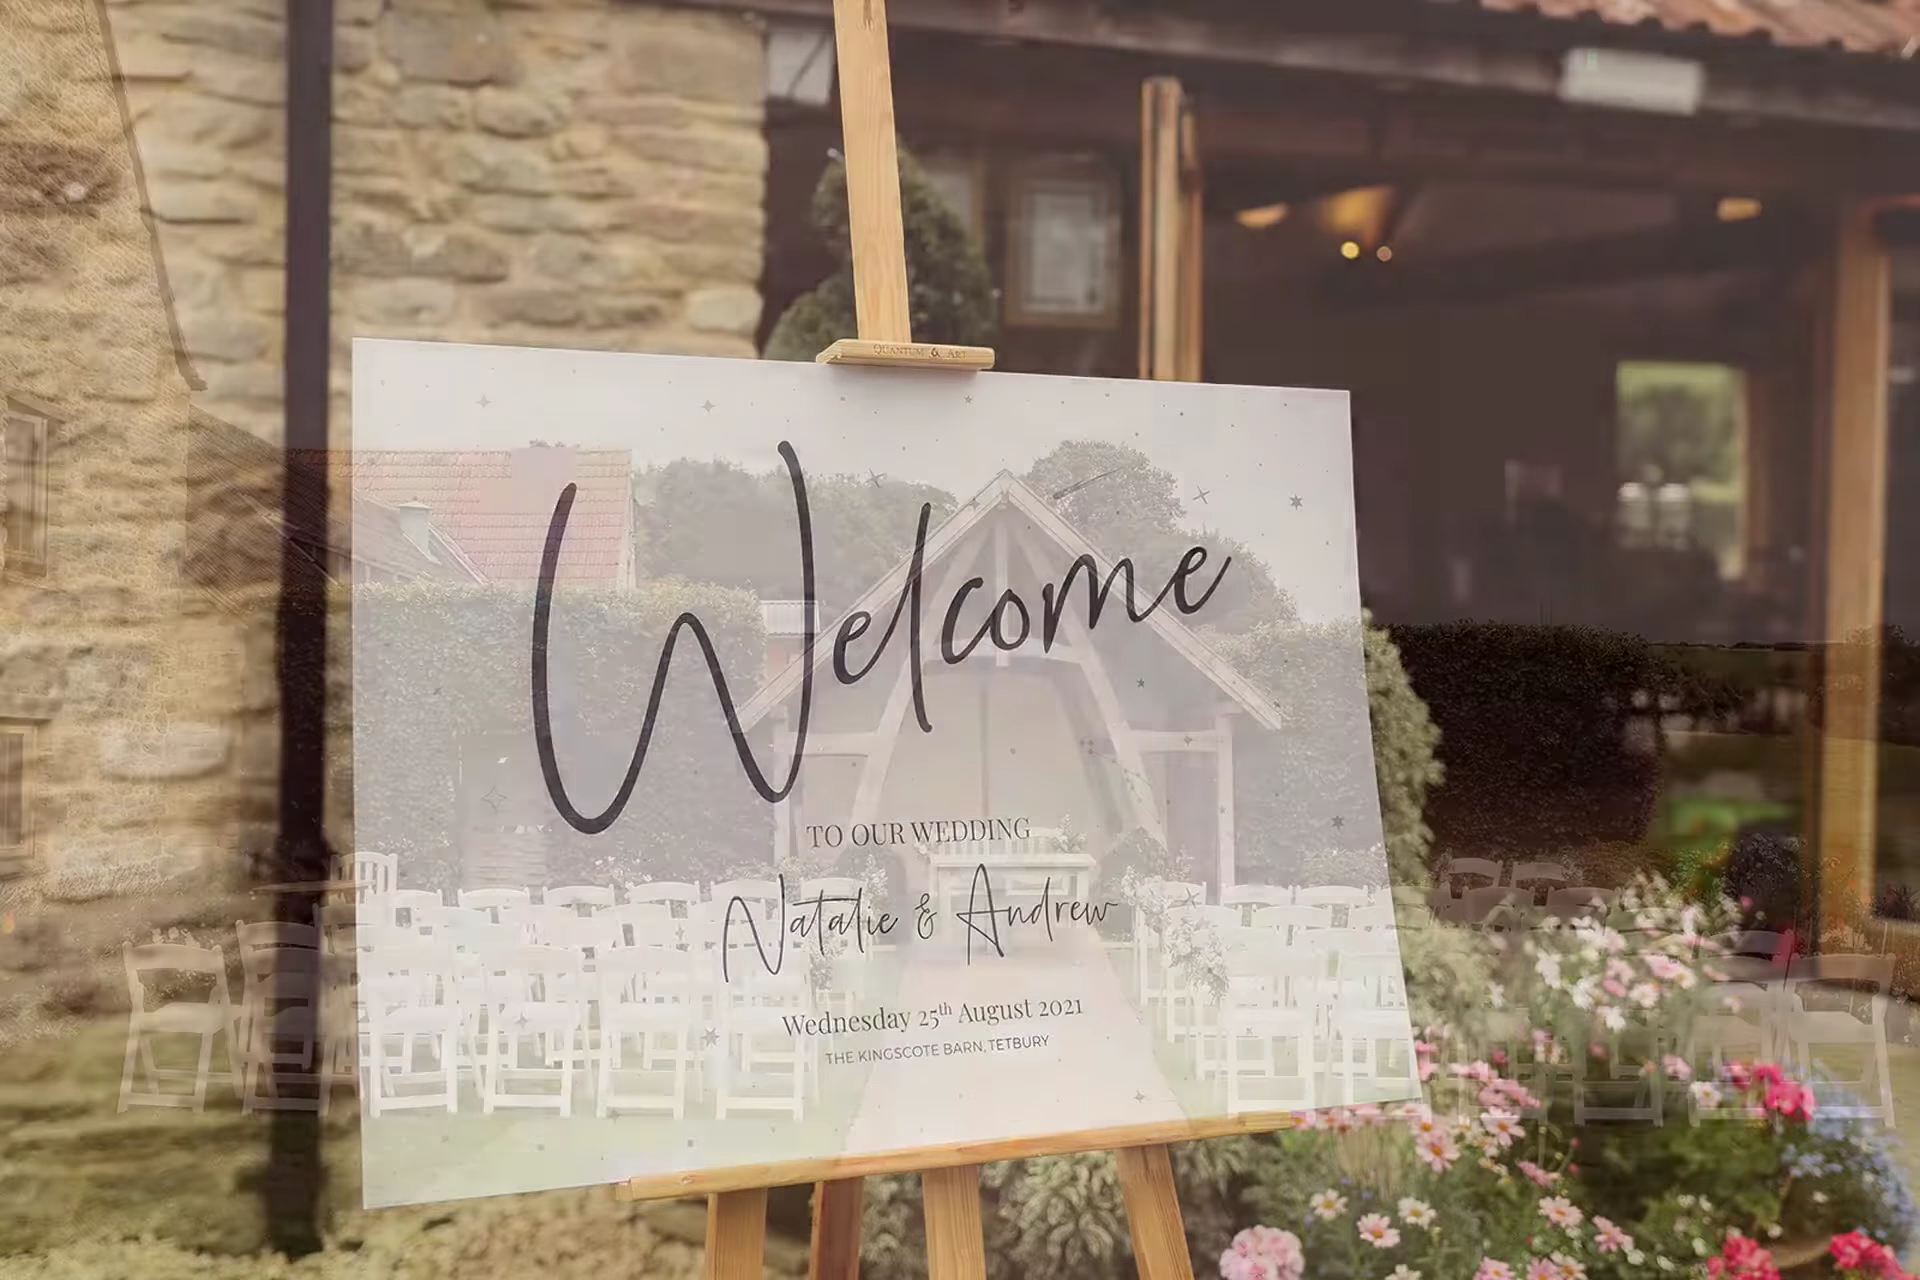 QUANTUM & ART
Welcome
TO OUR WEDDING
Natalie & Andrew
Wednesday 25th August 2021
THE KINGSCOTE BARN, TETBURY